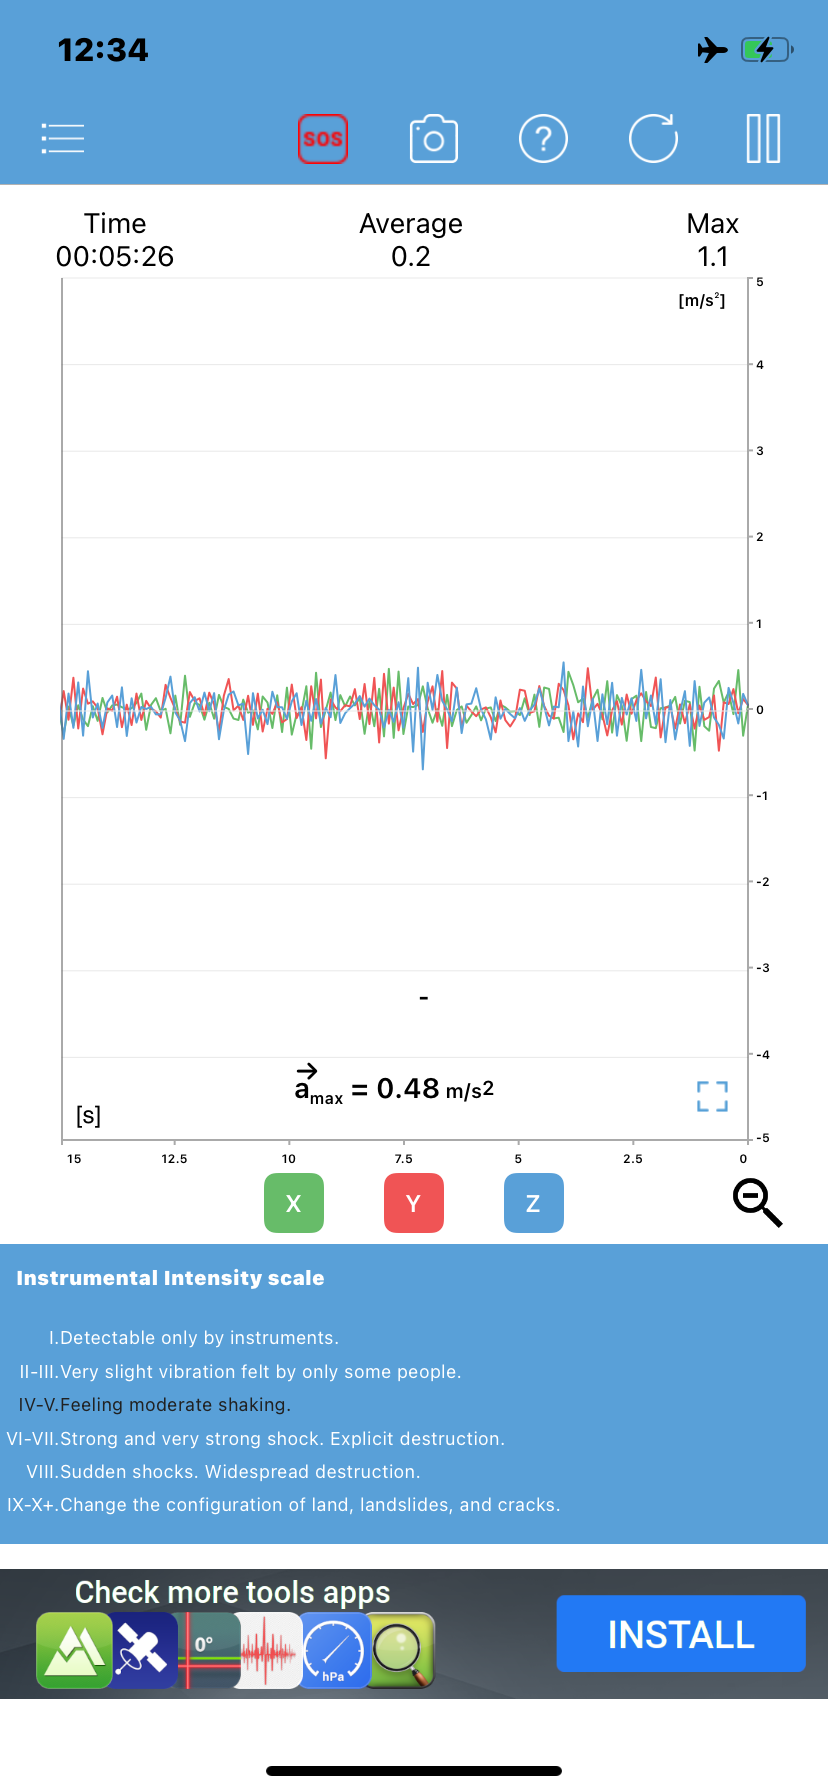 12:34
SOS
?
Time Average Max
00:05:26 0.2 1.1
5
[m/s²]
4
3
2
1
0
-1
-2
-3
-
-4
a max = 0.48 m/s2
[s]
-5
15 12.5 10 7.5 5 2.5 0
X Y Z
Instrumental Intensity scale
I.Detectable only by instruments.
II-III.Very slight vibration felt by only some people.
IV-V.Feeling moderate shaking.
VI-VII.Strong and very strong shock. Explicit destruction.
VIII.Sudden shocks. Widespread destruction.
IX-X+.Change the configuration of land, landslides, and cracks.
Check more tools apps
0°
hPa
INSTALL